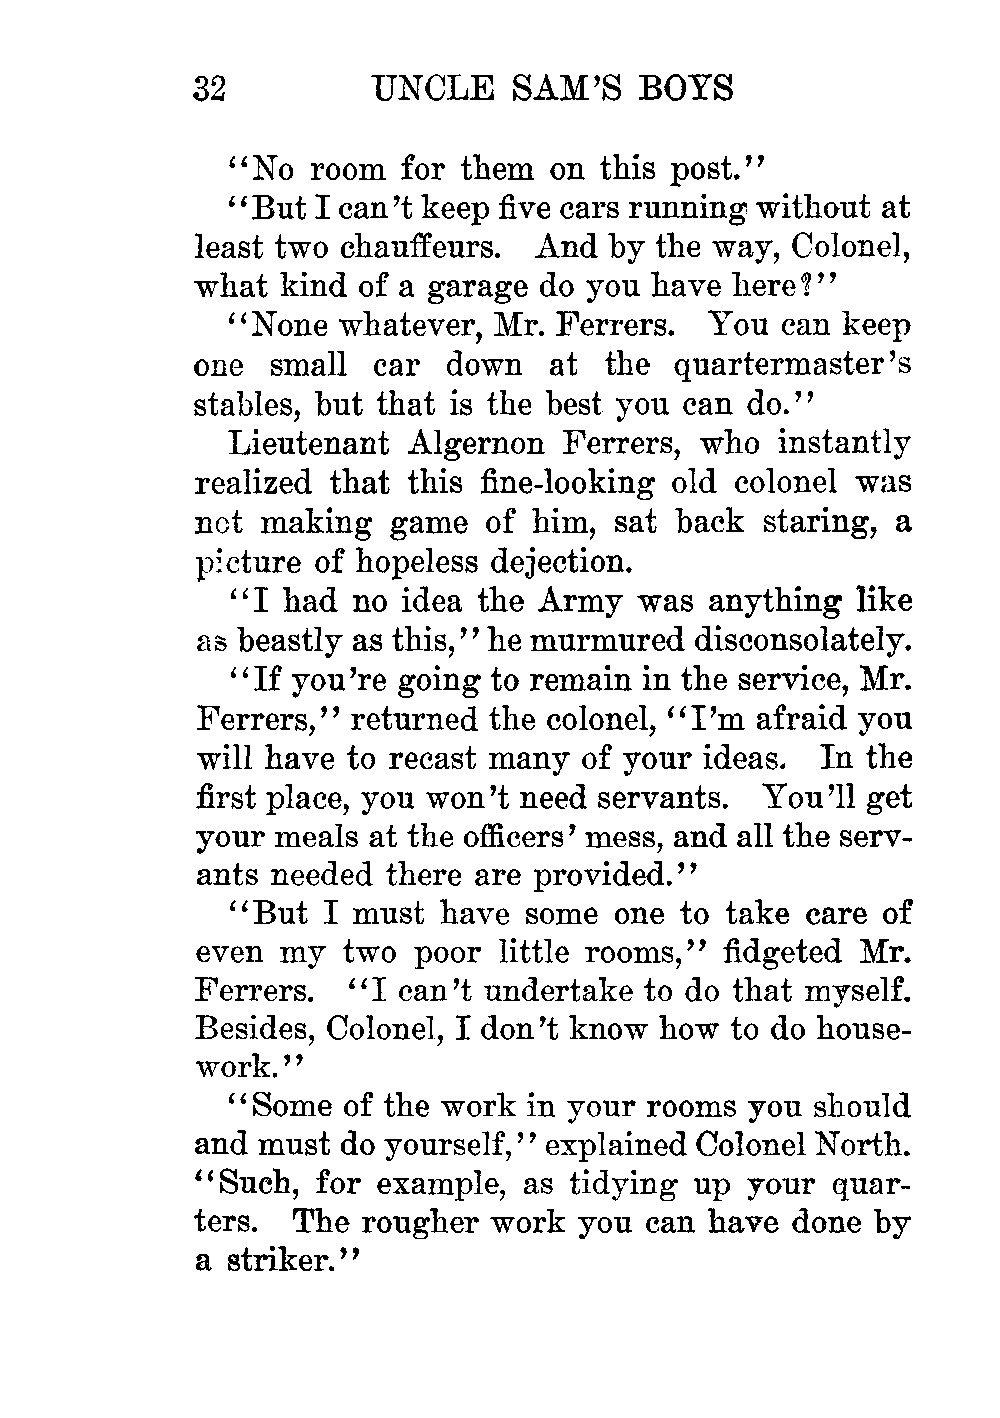 32 UNCLE SAM'S BOYS
"No room for them on this post."
"But I can't keep five cars running without at
least two chauffeurs. And by the way, Colonel,
what kind of a garage do you have here?"
"None whatever, Mr. Ferrers. You can keep
one small car down at the quartermaster's
stables, but that is the best you can do."
Lieutenant Algernon Ferrers, who instantly
realized that this fine-looking old colonel was
not making game of him, sat back staring, a
picture of hopeless dejection.
"I had no idea the Army was anything like
as beastly as this," he murmured disconsolately.
"If you're going to remain in the service, Mr.
Ferrers," returned the colonel, "I'm afraid you
will have to recast many of your ideas. In the
first place, you won't need servants. You'll get
your meals at the officers' mess, and all the serv-
ants needed there are provided."
"But I must have some one to take care of
even my two poor little rooms," fidgeted Mr.
Ferrers. "I can't undertake to do that myself.
Besides, Colonel, I don't know how to do house-
work."
"Some of the work in your rooms you should
and must do yourself," explained Colonel North.
"Such, for example, as tidying up your quar-
ters. The rougher work you can have done by
a striker."